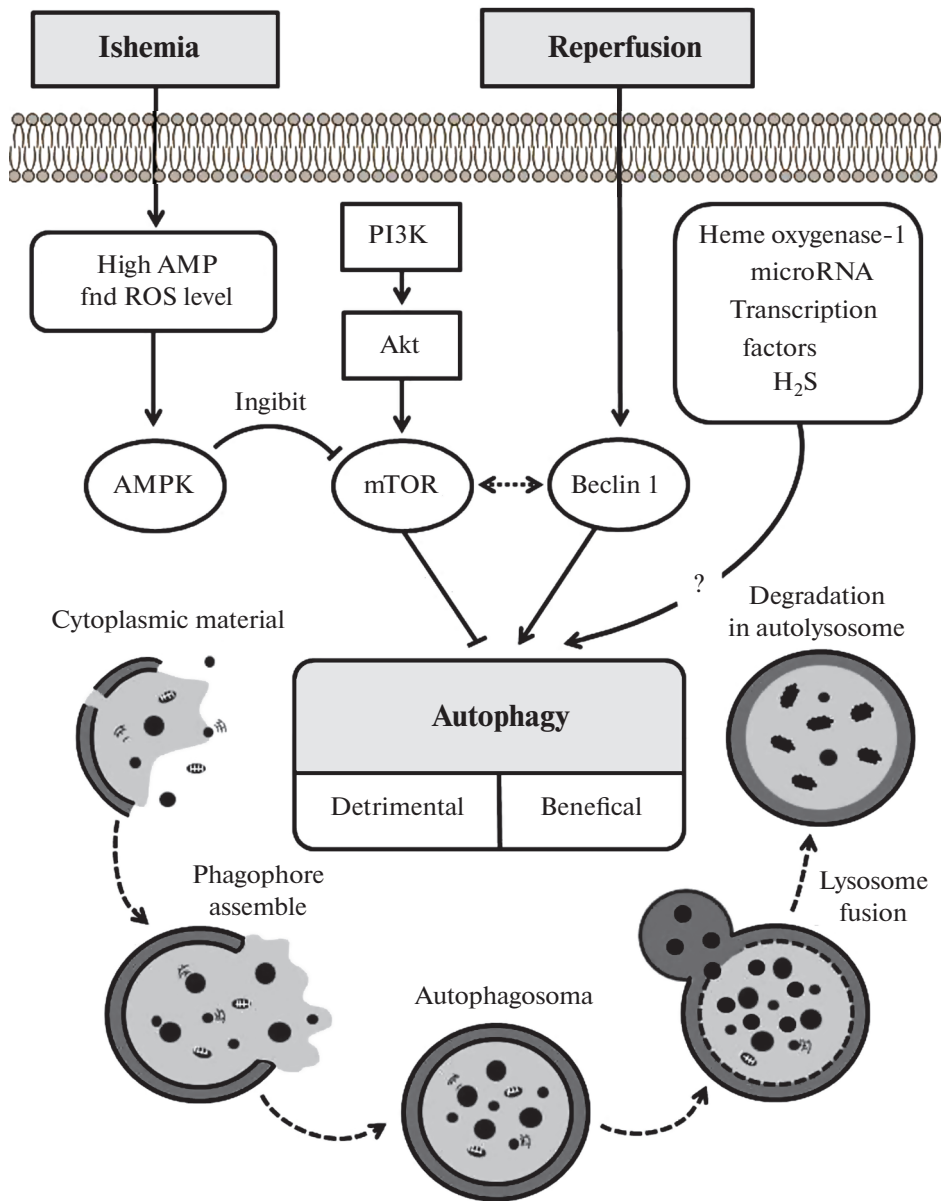 Ishemia
Reperfusion
High AMP
fnd ROS level
PI3K
Akt
Heme oxygenase-1
microRNA
Transcription
factors
H₂S
Ingibit
AMPK
mTOR
Beclin 1
?
Cytoplasmic material
Degradation
in autolysosome
Autophagy
Detrimental
Benefical
Phagophore
assemble
Lysosome
fusion
Autophagosoma